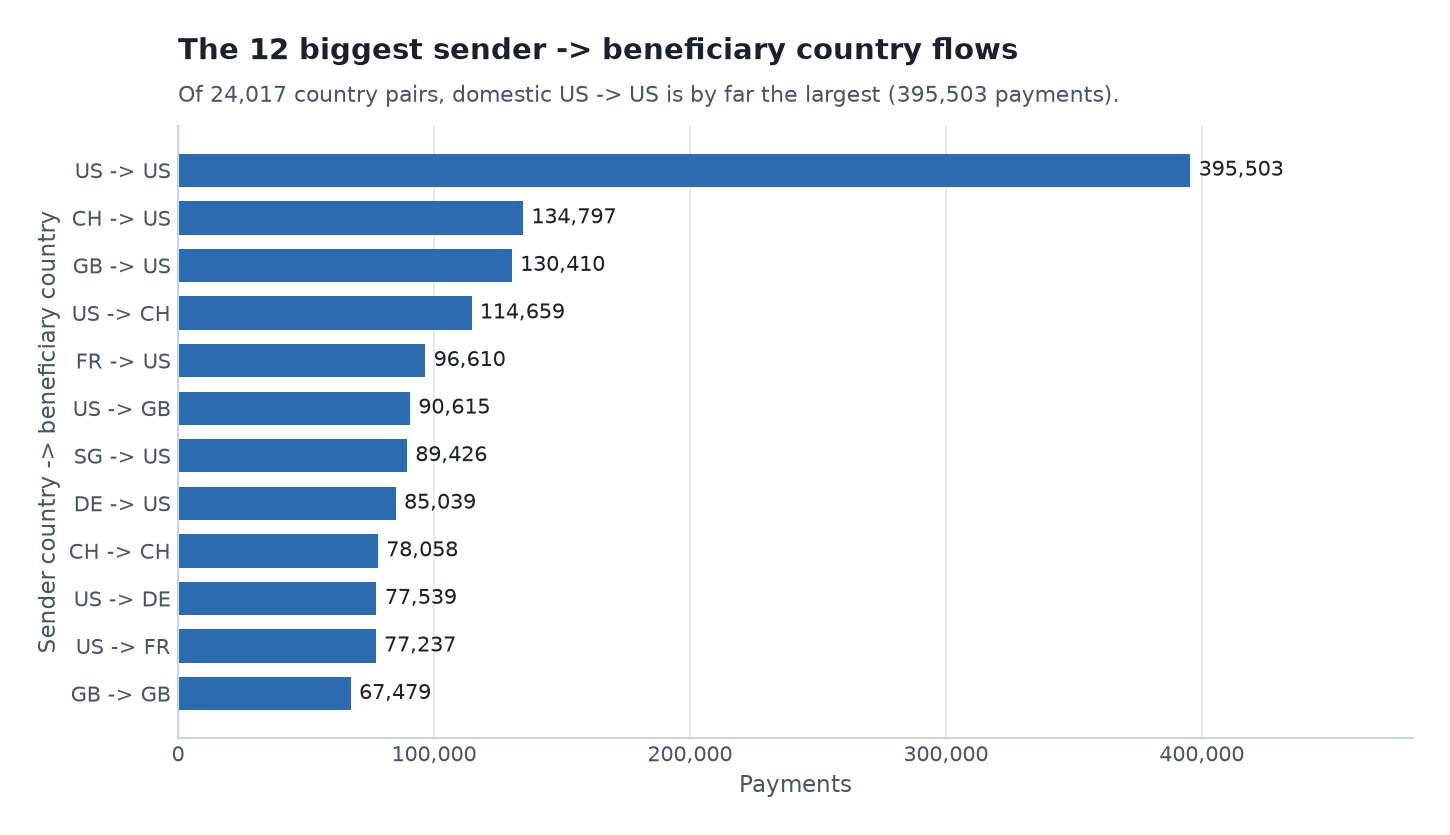 The 12 biggest sender -> beneficiary country flows
Of 24,017 country pairs, domestic US -> US is by far the largest (395,503 payments).
Sender country -> beneficiary country
US -> US 395,503
CH -> US 134,797
GB -> US 130,410
US -> CH 114,659
FR -> US 96,610
US -> GB 90,615
SG -> US 89,426
DE -> US 85,039
CH -> CH 78,058
US -> DE 77,539
US -> FR 77,237
GB -> GB 67,479
0 100,000 200,000 300,000 400,000
Payments